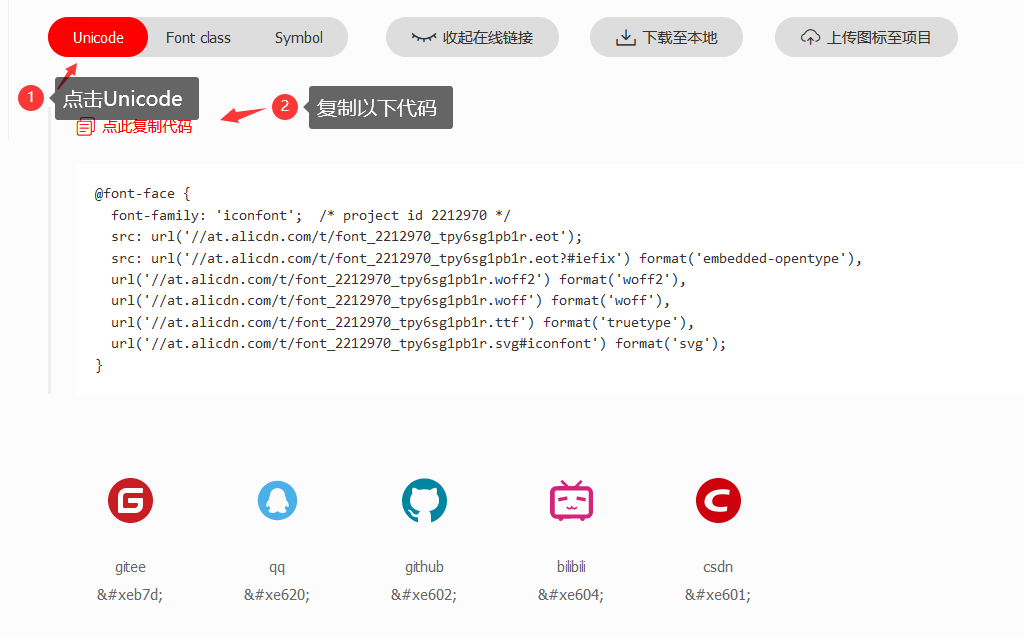 Unicode Font class Symbol 收起在线链接 下载至本地 上传图标至项目
1 点击Unicode
2 复制以下代码
点此复制代码
@font-face {
font-family: 'iconfont';  /* project id 2212970 */
src: url('//at.alicdn.com/t/font_2212970_tpy6sg1pb1r.eot');
src: url('//at.alicdn.com/t/font_2212970_tpy6sg1pb1r.eot?#iefix') format('embedded-opentype'),
url('//at.alicdn.com/t/font_2212970_tpy6sg1pb1r.woff2') format('woff2'),
url('//at.alicdn.com/t/font_2212970_tpy6sg1pb1r.woff') format('woff'),
url('//at.alicdn.com/t/font_2212970_tpy6sg1pb1r.ttf') format('truetype'),
url('//at.alicdn.com/t/font_2212970_tpy6sg1pb1r.svg#iconfont') format('svg');
}
gitee qq github bilibili csdn
&#xeb7d; &#xe620; &#xe602; &#xe604; &#xe601;